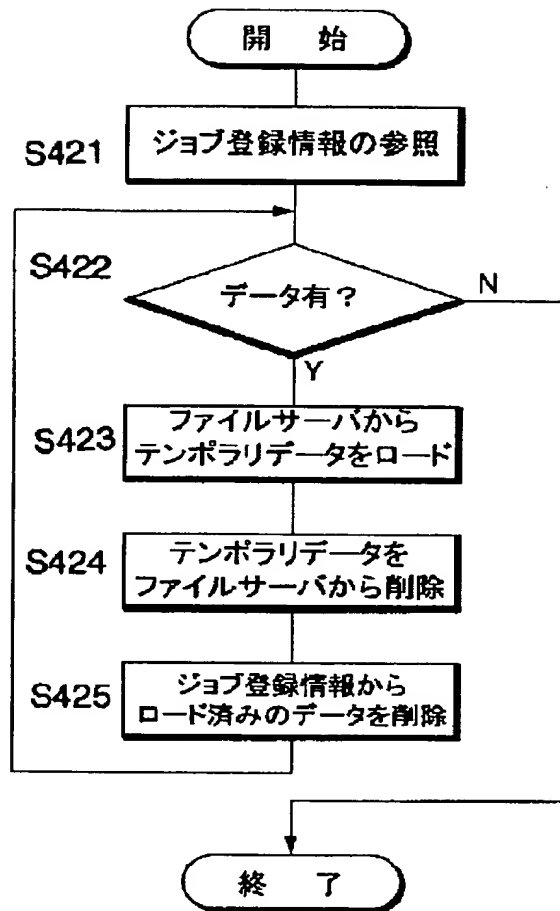 開 始
S421
ジョブ登録情報の参照
S422
データ有?
N
Y
S423
ファイルサーバから
テンポラリデータをロード
S424
テンポラリデータを
ファイルサーバから削除
S425
ジョブ登録情報から
ロード済みのデータを削除
終 了